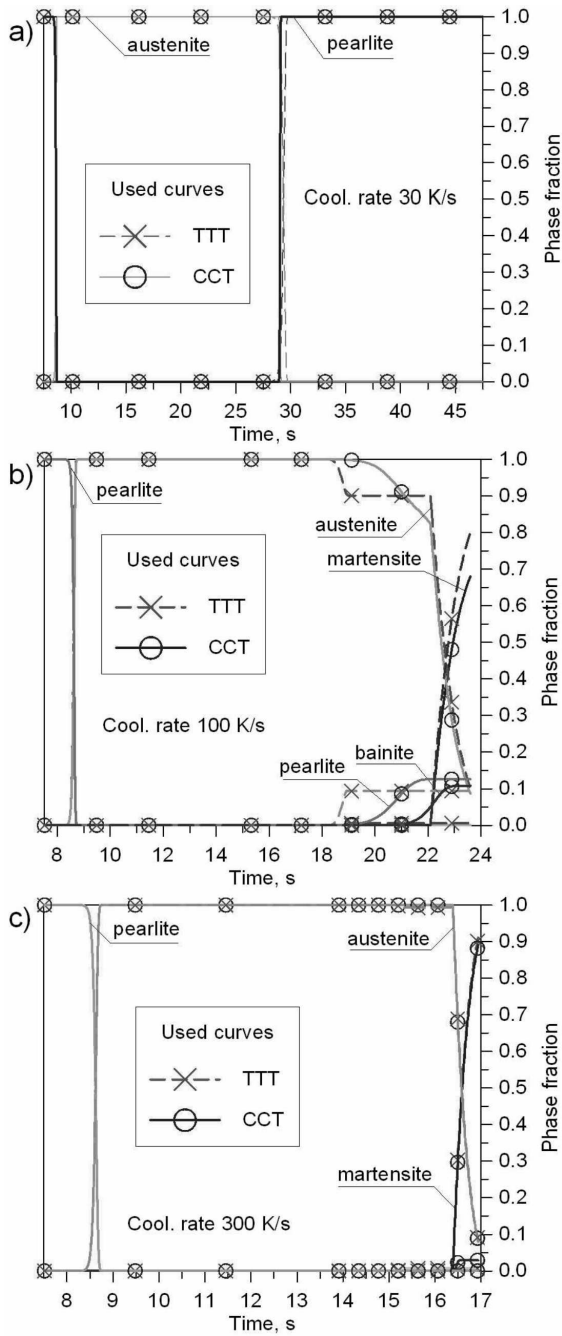 a)
austenite
pearlite
Used curves
TTT
CCT
Cool. rate 30 K/s
1.0
0.9
0.8
0.7
0.6
0.5
0.4
0.3
0.2
0.1
0.0
Phase fraction
10 15 20 25 30 35 40 45
Time, s
b)
pearlite
austenite
martensite
Used curves
TTT
CCT
Cool. rate 100 K/s
bainite
pearlite
1.0
0.9
0.8
0.7
0.6
0.5
0.4
0.3
0.2
0.1
0.0
Phase fraction
8 10 12 14 16 18 20 22 24
Time, s
c)
pearlite
austenite
Used curves
TTT
CCT
martensite
Cool. rate 300 K/s
1.0
0.9
0.8
0.7
0.6
0.5
0.4
0.3
0.2
0.1
0.0
Phase fraction
8 9 10 11 12 13 14 15 16 17
Time, s